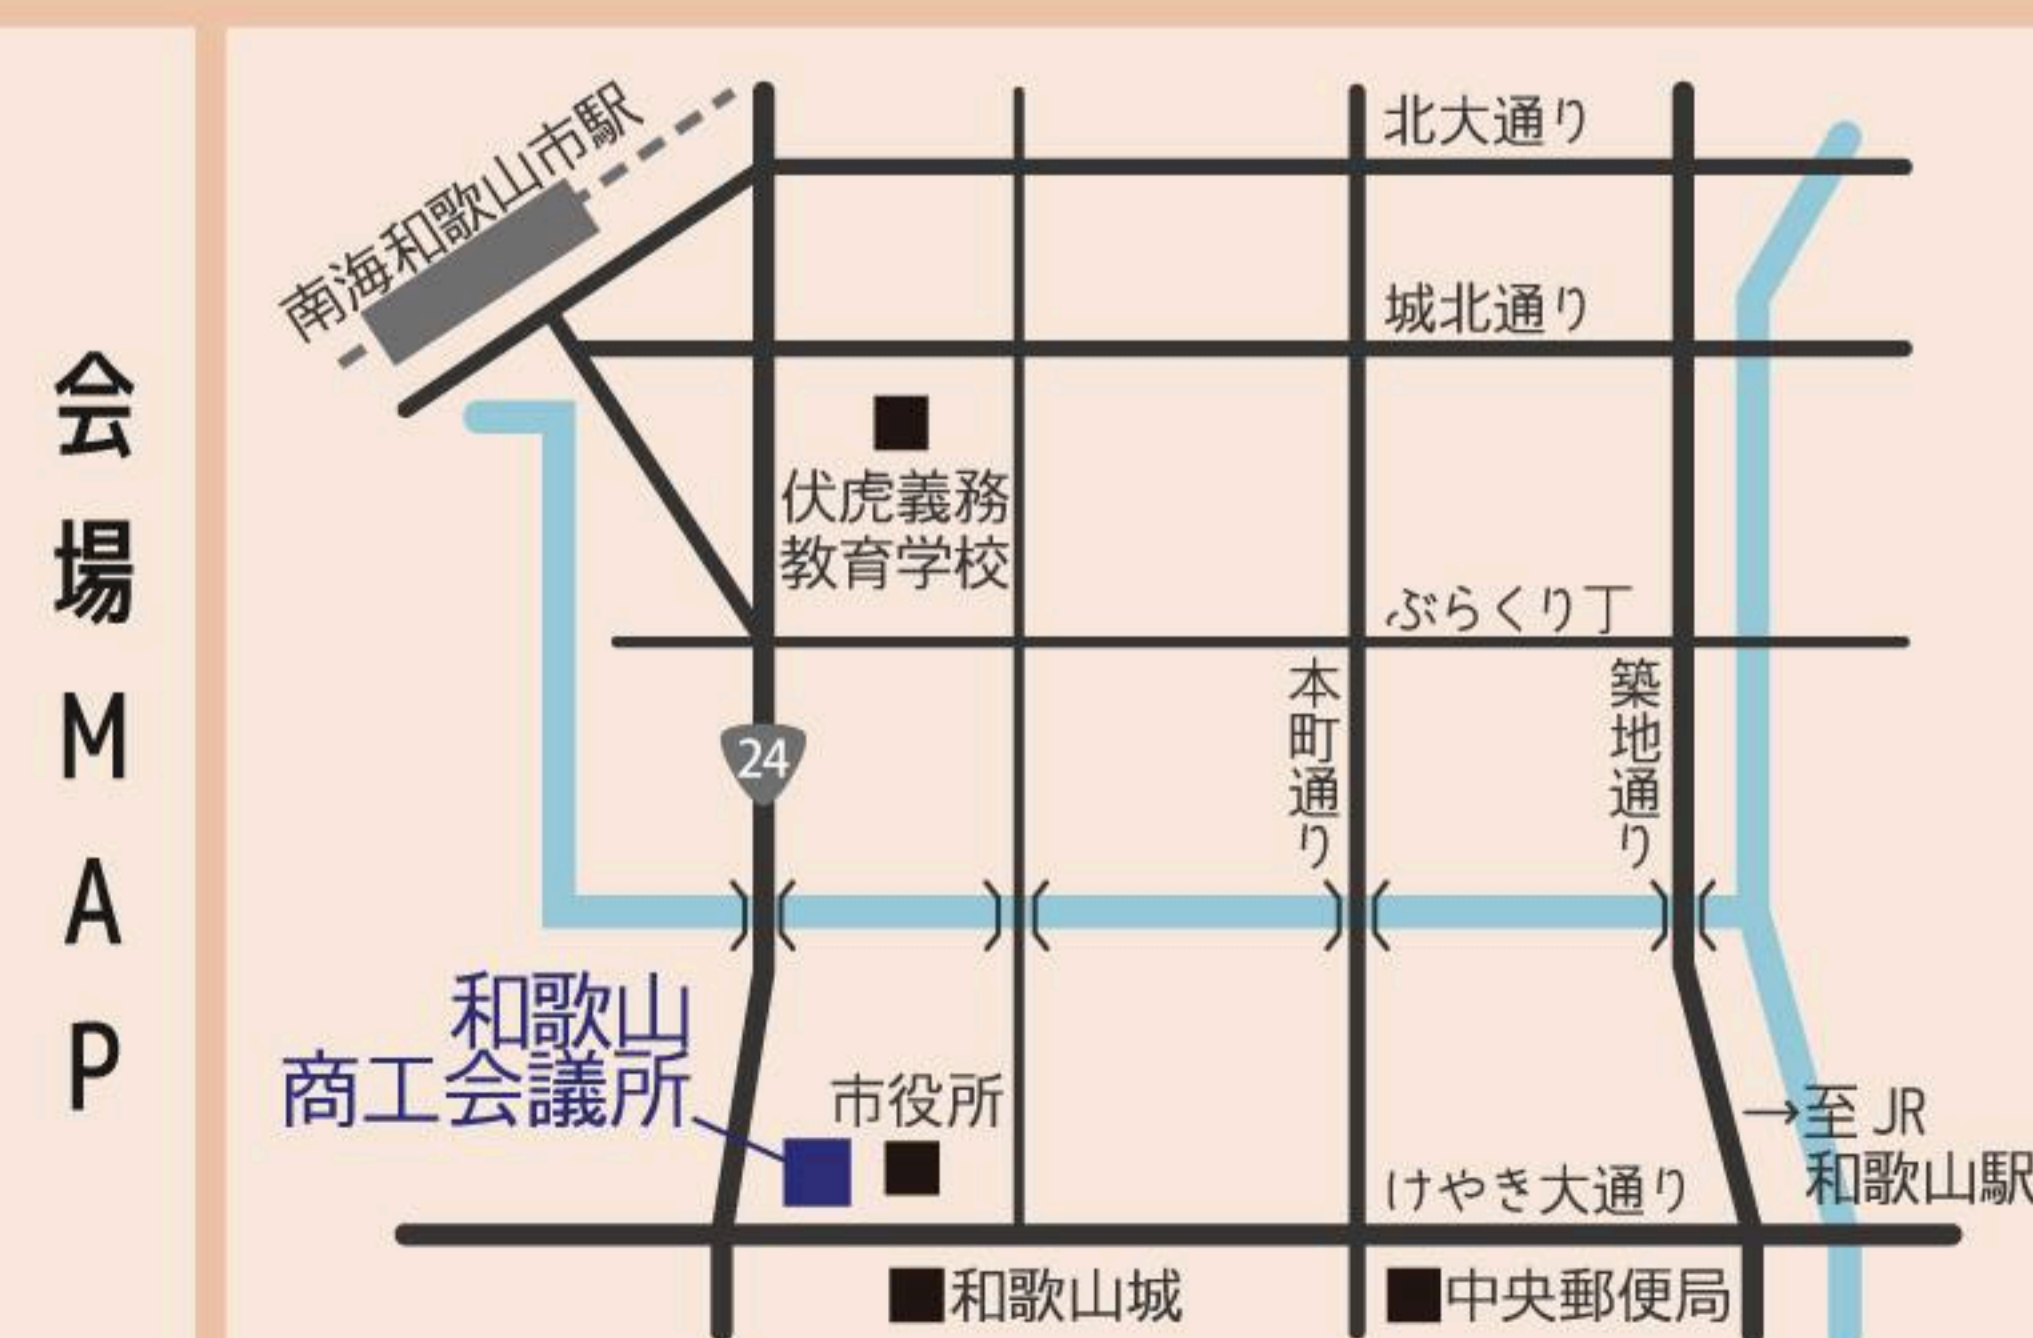 会場MAP
南海和歌山市駅
北大通り
城北通り
伏虎義務
教育学校
ぶらくり丁
本町通り
築地通り
24
和歌山
商工会議所
市役所
→至 JR
和歌山駅
けやき大通り
和歌山城
中央郵便局